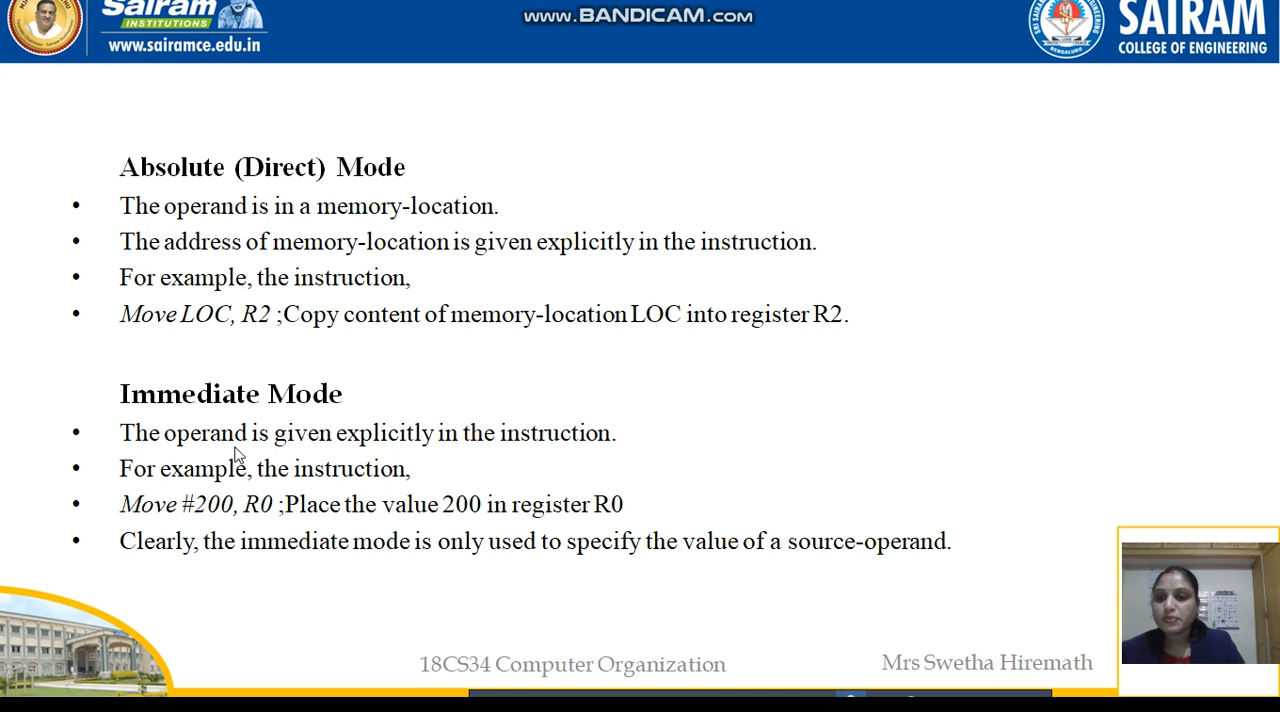 Sairam
INSTITUTIONS
www.sairamce.edu.in
WWW.BANDICAM.COM
SAIRAM
COLLEGE OF ENGINEERING
BENGALURU
Absolute (Direct) Mode
• The operand is in a memory-location.
• The address of memory-location is given explicitly in the instruction.
• For example, the instruction,
• Move LOC, R2 ;Copy content of memory-location LOC into register R2.
Immediate Mode
• The operand is given explicitly in the instruction.
• For example, the instruction,
• Move #200, R0 ;Place the value 200 in register R0
• Clearly, the immediate mode is only used to specify the value of a source-operand.
18CS34 Computer Organization
Mrs Swetha Hiremath